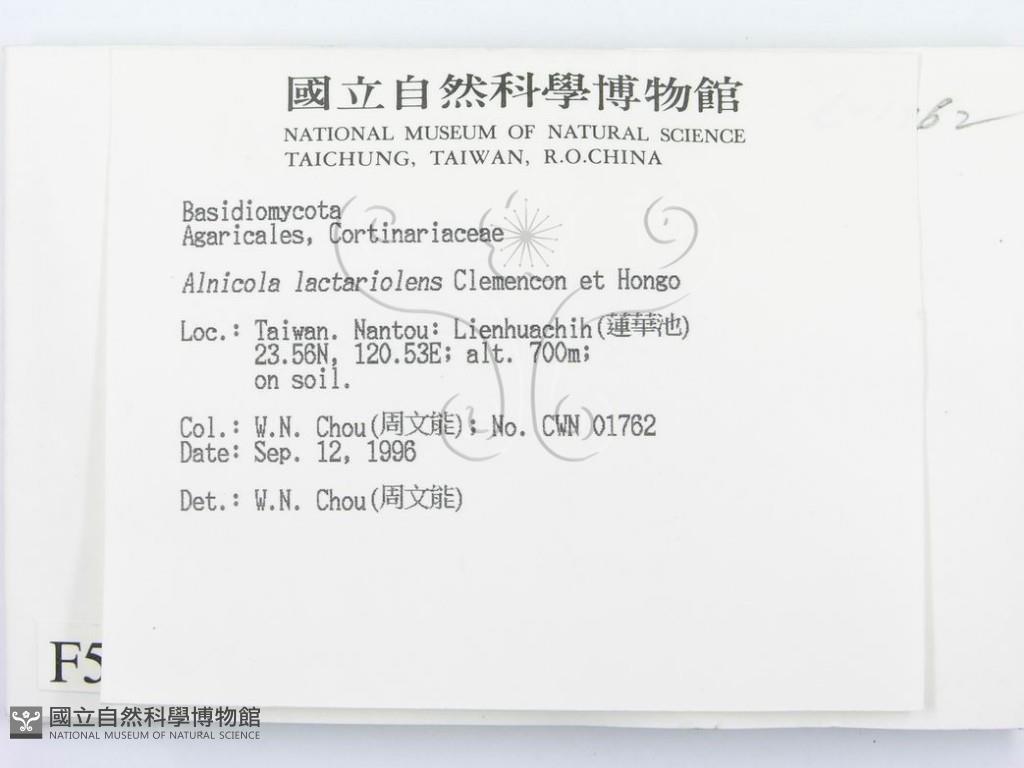 國立自然科學博物館
NATIONAL MUSEUM OF NATURAL SCIENCE
TAICHUNG, TAIWAN, R.O.CHINA
Basidiomycota
Agaricales, Cortinariaceae
Alnicola lactariolens Clemencon et Hongo
Loc.: Taiwan. Nantou: Lienhuachih(蓮華池)
23.56N, 120.53E; alt. 700m;
on soil.
Col.: W.N. Chou(周文能); No. CWN 01762
Date: Sep. 12, 1996
Det.: W.N. Chou(周文能)
F5
國立自然科學博物館
NATIONAL MUSEUM OF NATURAL SCIENCE